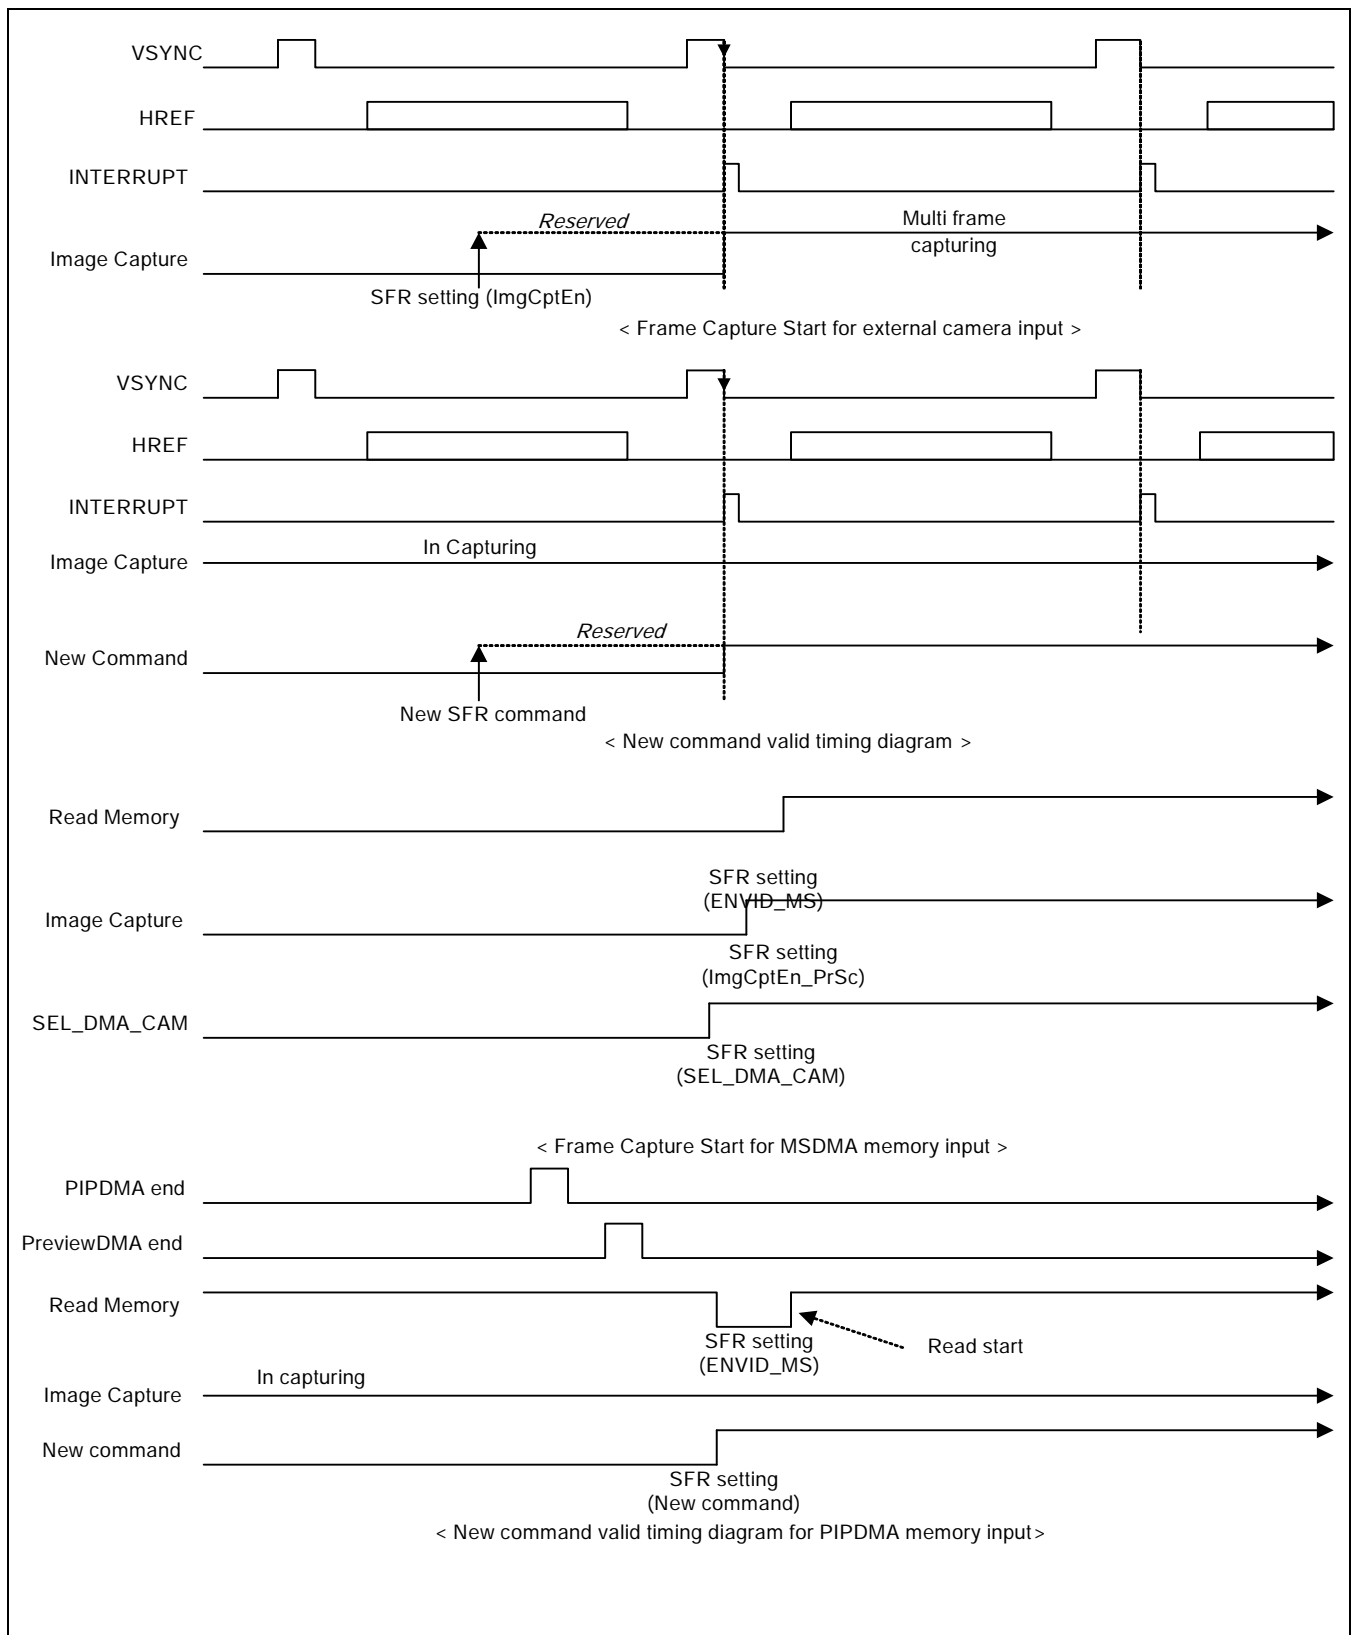 VSYNC
HREF
INTERRUPT
Reserved
Multi frame
capturing
Image Capture
SFR setting (ImgCptEn)
< Frame Capture Start for external camera input >
VSYNC
HREF
INTERRUPT
In Capturing
Image Capture
Reserved
New Command
New SFR command
< New command valid timing diagram >
Read Memory
SFR setting
(ENVID_MS)
Image Capture
SFR setting
(ImgCptEn_PrSc)
SEL_DMA_CAM
SFR setting
(SEL_DMA_CAM)
< Frame Capture Start for MSDMA memory input >
PIPDMA end
PreviewDMA end
Read Memory
SFR setting
(ENVID_MS)
Read start
In capturing
Image Capture
New command
SFR setting
(New command)
< New command valid timing diagram for PIPDMA memory input>